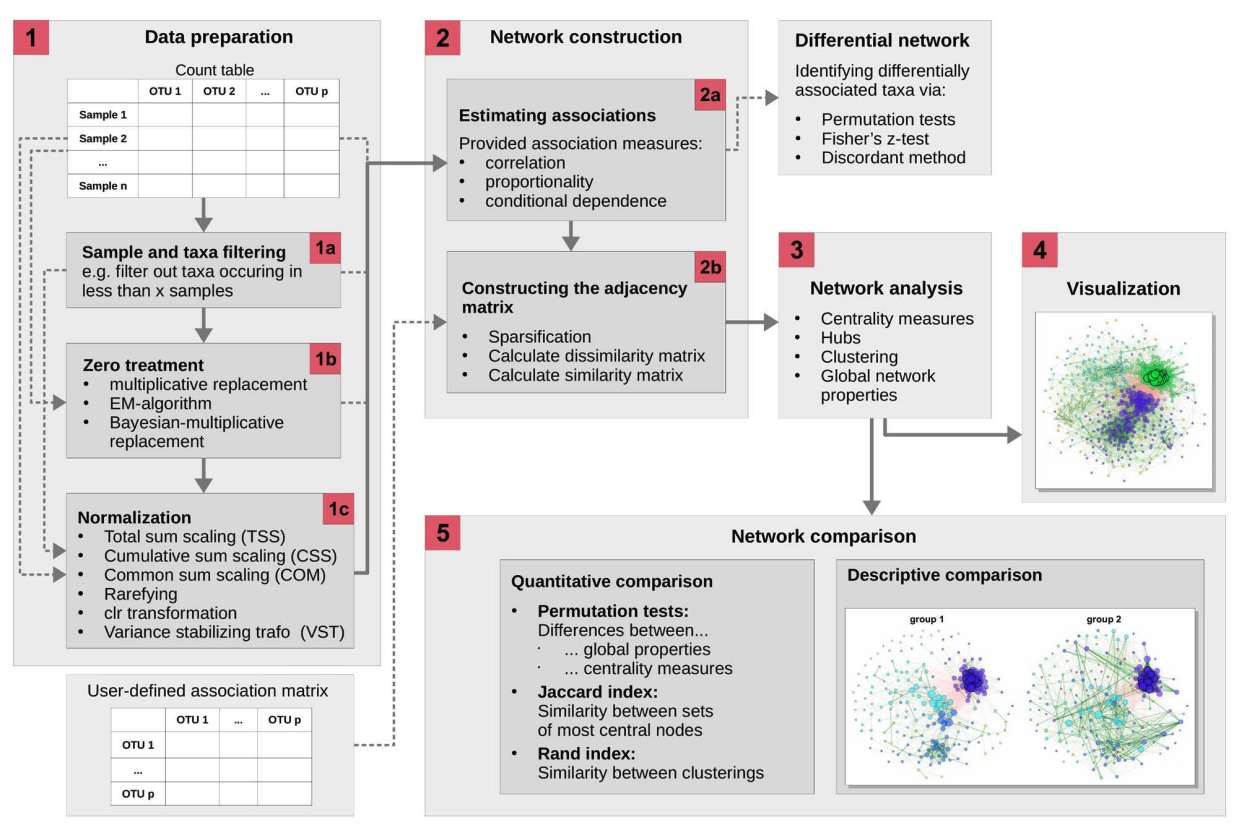 1
Data preparation
Count table
OTU 1 OTU 2 ... OTU p
Sample 1
Sample 2
...
Sample n
1a
Sample and taxa filtering
e.g. filter out taxa occuring in
less than x samples
1b
Zero treatment
• multiplicative replacement
• EM-algorithm
• Bayesian-multiplicative
replacement
1c
Normalization
• Total sum scaling (TSS)
• Cumulative sum scaling (CSS)
• Common sum scaling (COM)
• Rarefying
• clr transformation
• Variance stabilizing trafo (VST)
User-defined association matrix
OTU 1 ... OTU p
OTU 1
...
OTU p
2
Network construction
2a
Estimating associations
Provided association measures:
• correlation
• proportionality
• conditional dependence
2b
Constructing the adjacency
matrix
• Sparsification
• Calculate dissimilarity matrix
• Calculate similarity matrix
Differential network
Identifying differentially
associated taxa via:
• Permutation tests
• Fisher’s z-test
• Discordant method
3
Network analysis
• Centrality measures
• Hubs
• Clustering
• Global network
properties
4
Visualization
5
Network comparison
Quantitative comparison
• Permutation tests:
Differences between...
· ... global properties
· ... centrality measures
• Jaccard index:
Similarity between sets
of most central nodes
• Rand index:
Similarity between clusterings
Descriptive comparison
group 1 group 2